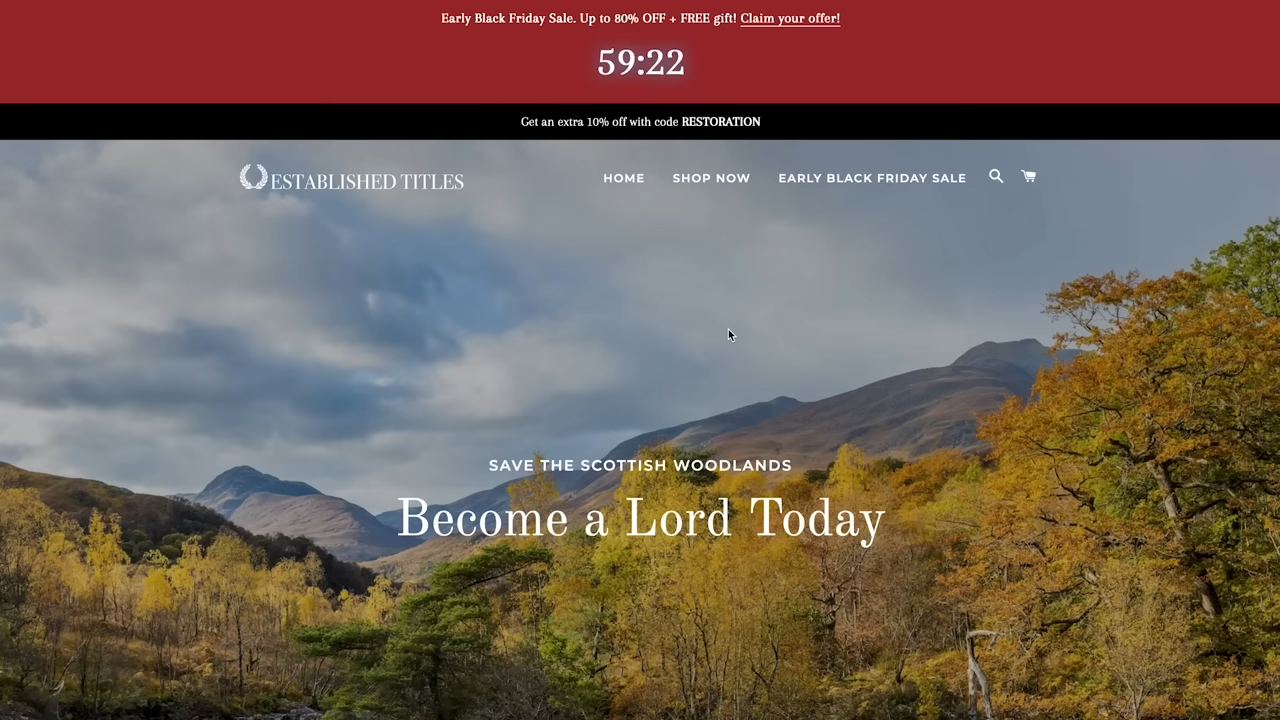 Early Black Friday Sale. Up to 80% OFF + FREE gift! Claim your offer!
59:22
Get an extra 10% off with code RESTORATION
ESTABLISHED TITLES
HOME
SHOP NOW
EARLY BLACK FRIDAY SALE
SAVE THE SCOTTISH WOODLANDS
Become a Lord Today